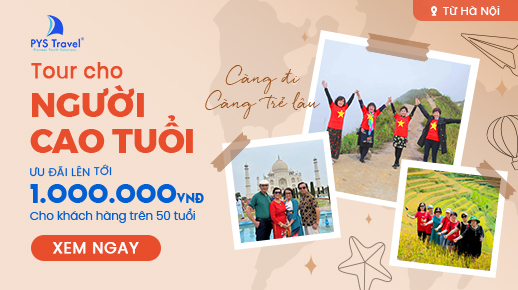 PYS Travel®
Từ Hà Nội
Tour cho
NGƯỜI
CAO TUỔI
ƯU ĐÃI LÊN TỚI
1.000.000VNĐ
Cho khách hàng trên 50 tuổi
XEM NGAY
Càng đi
Càng trẻ lâu